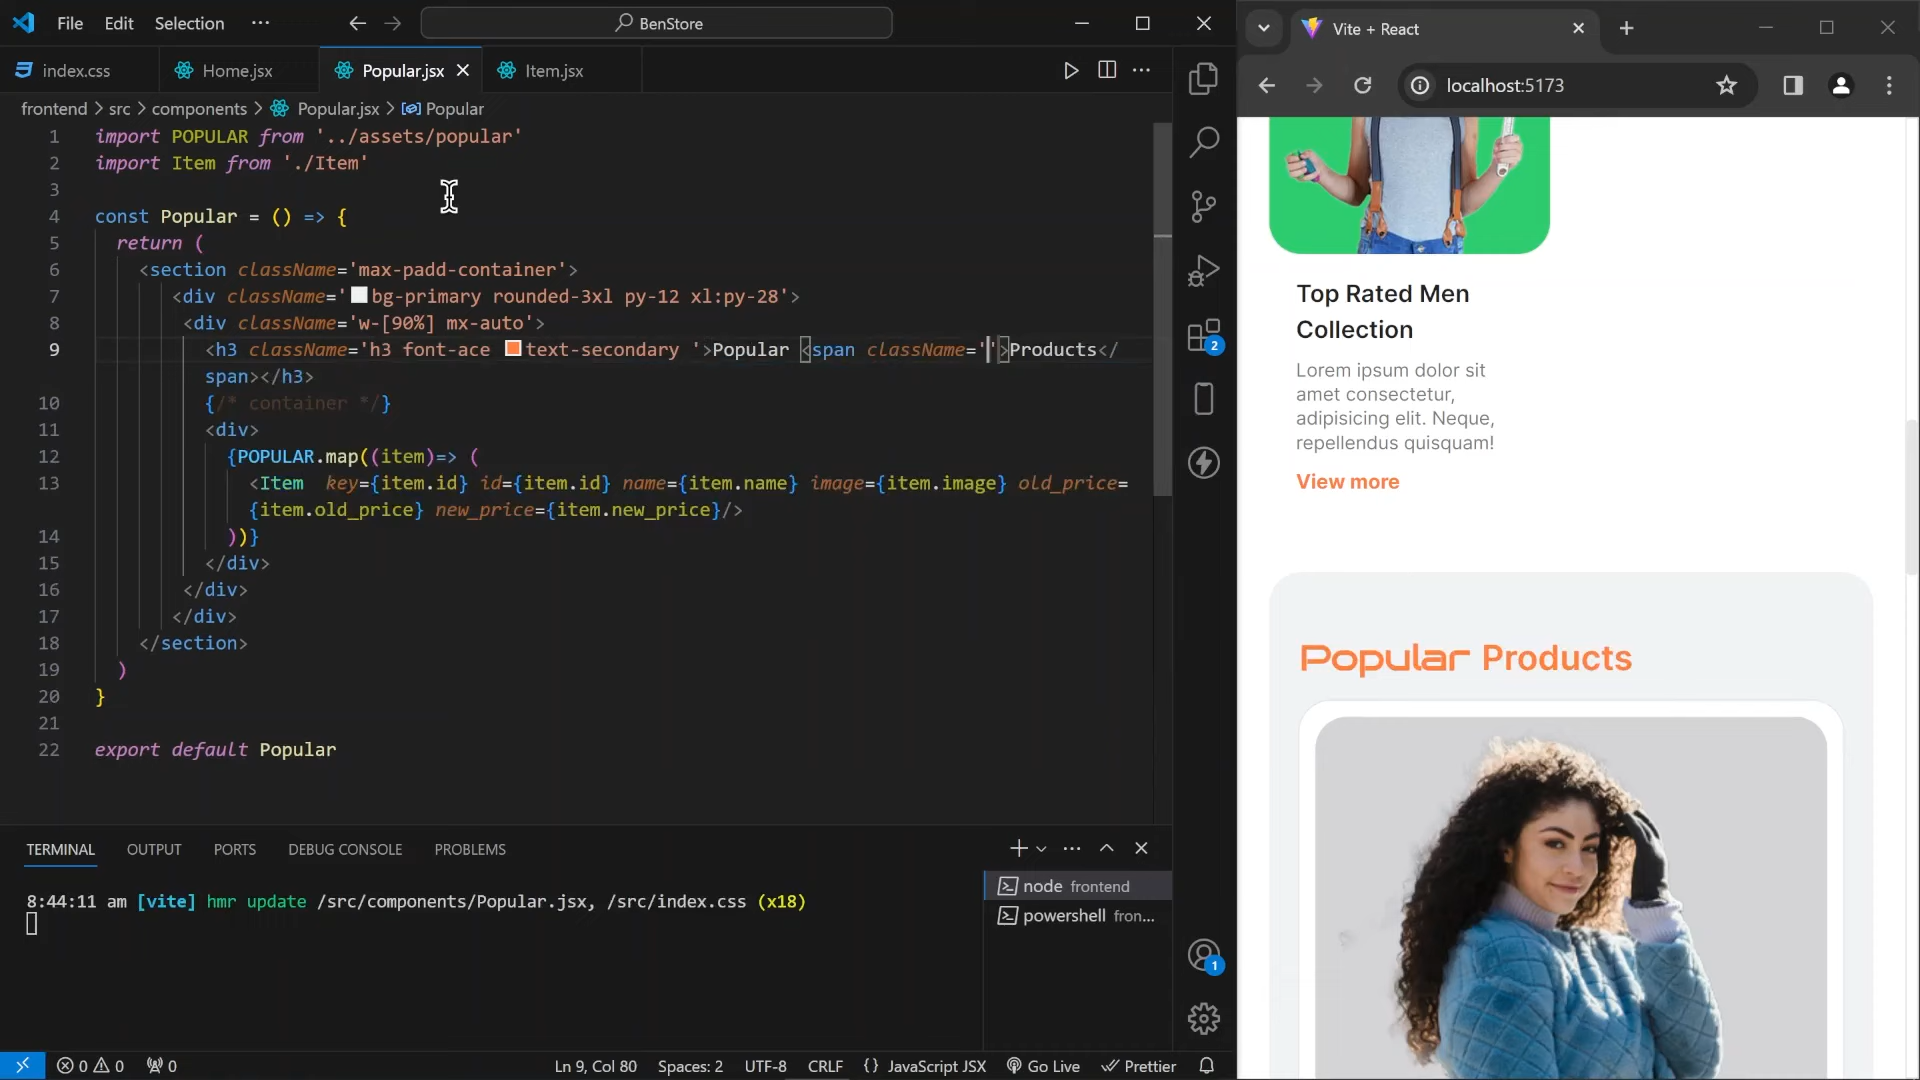 File Edit Selection ··· BenStore
index.css Home.jsx Popular.jsx Item.jsx
frontend > src > components > Popular.jsx > Popular
1 import POPULAR from '../assets/popular'
2 import Item from './Item'
3
4 const Popular = () => {
5 return (
6 <section className='max-padd-container'>
7 <div className='bg-primary rounded-3xl py-12 xl:py-28'>
8 <div className='w-[90%] mx-auto'>
9 <h3 className='h3 font-ace text-secondary '>Popular <span className=''>Products</
span></h3>
10 {/* container */}
11 <div>
12 {POPULAR.map((item)=> (
13 <Item key={item.id} id={item.id} name={item.name} image={item.image} old_price=
{item.old_price} new_price={item.new_price}/>
14 ))}
15 </div>
16 </div>
17 </div>
18 </section>
19 )
20 }
21
22 export default Popular
2
TERMINAL OUTPUT PORTS DEBUG CONSOLE PROBLEMS
8:44:11 am [vite] hmr update /src/components/Popular.jsx, /src/index.css (x18)
node frontend
powershell fron...
1
0 0 0 Ln 9, Col 80 Spaces: 2 UTF-8 CRLF {} JavaScript JSX Go Live Prettier
Vite + React
localhost:5173
Top Rated Men
Collection
Lorem ipsum dolor sit
amet consectetur,
adipisicing elit. Neque,
repellendus quisquam!
View more
Popular Products